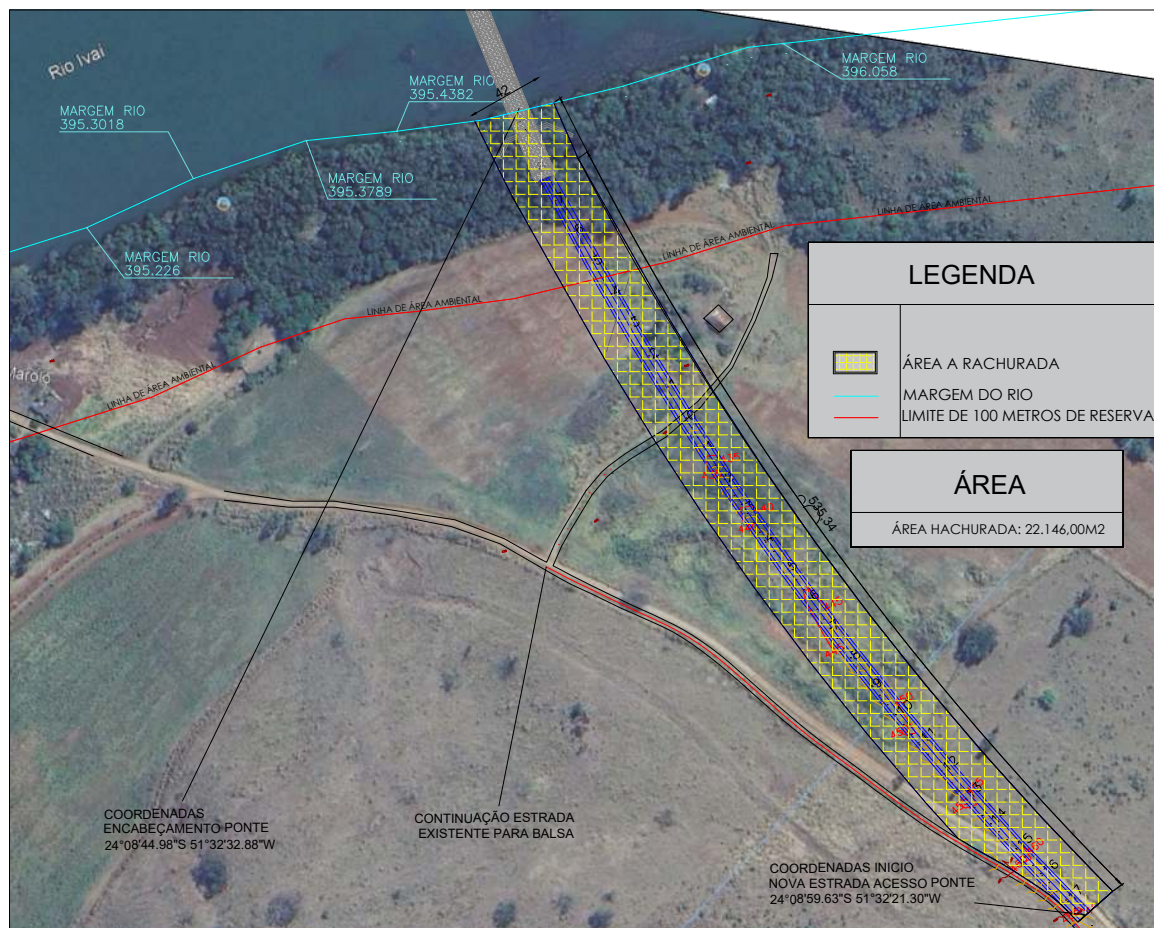 Rio Ivaí
MARGEM RIO
395.3018
MARGEM RIO
395.4382
42
MARGEM RIO
396.058
MARGEM RIO
395.3789
MARGEM RIO
395.226
LINHA DE ÁREA AMBIENTAL
LINHA DE ÁREA AMBIENTAL
LINHA DE ÁREA AMBIENTAL
LINHA DE ÁREA AMBIENTAL
LEGENDA
ÁREA A RACHURADA
MARGEM DO RIO
LIMITE DE 100 METROS DE RESERVA
ÁREA
ÁREA HACHURADA: 22.146,00M2
535,34
COORDENADAS
ENCABEÇAMENTO PONTE
24°08'44.98"S 51°32'32.88"W
CONTINUAÇÃO ESTRADA
EXISTENTE PARA BALSA
COORDENADAS INICIO
NOVA ESTRADA ACESSO PONTE
24°08'59.63"S 51°32'21.30"W